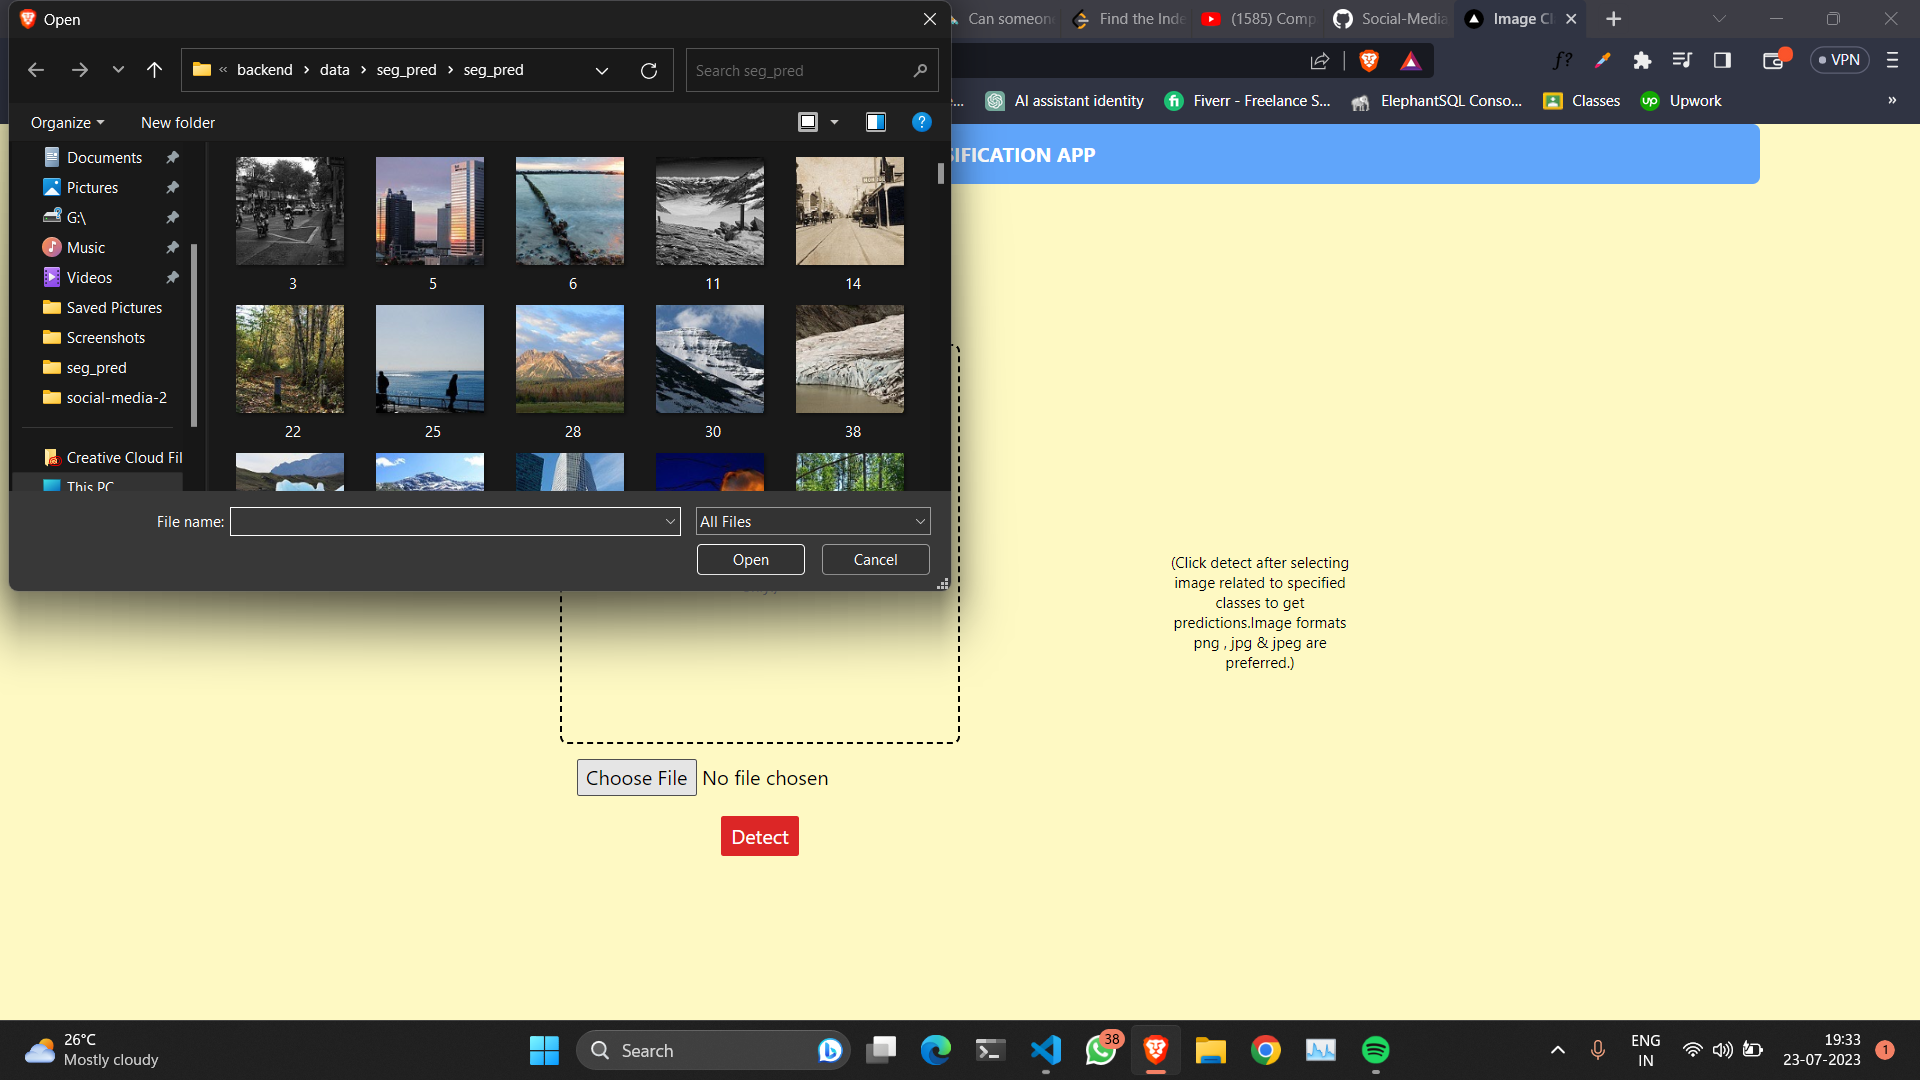 Open
Can someon
Find the Inde
(1585) Comp
Social-Media
Image Cl
backend
data
seg_pred
seg_pred
Search seg_pred
VPN
AI assistant identity
Fiverr - Freelance S...
ElephantSQL Conso...
Classes
Upwork
Organize
New folder
SIFICATION APP
Documents
Pictures
G:\
Music
Videos
Saved Pictures
Screenshots
seg_pred
social-media-2
Creative Cloud Fil
This PC
3
5
6
11
14
22
25
28
30
38
File name:
All Files
Open
Cancel
(Click detect after selecting
image related to specified
classes to get
predictions.Image formats
png , jpg & jpeg are
preferred.)
Choose File
No file chosen
Detect
26°C
Mostly cloudy
Search
38
ENG
IN
19:33
23-07-2023
1